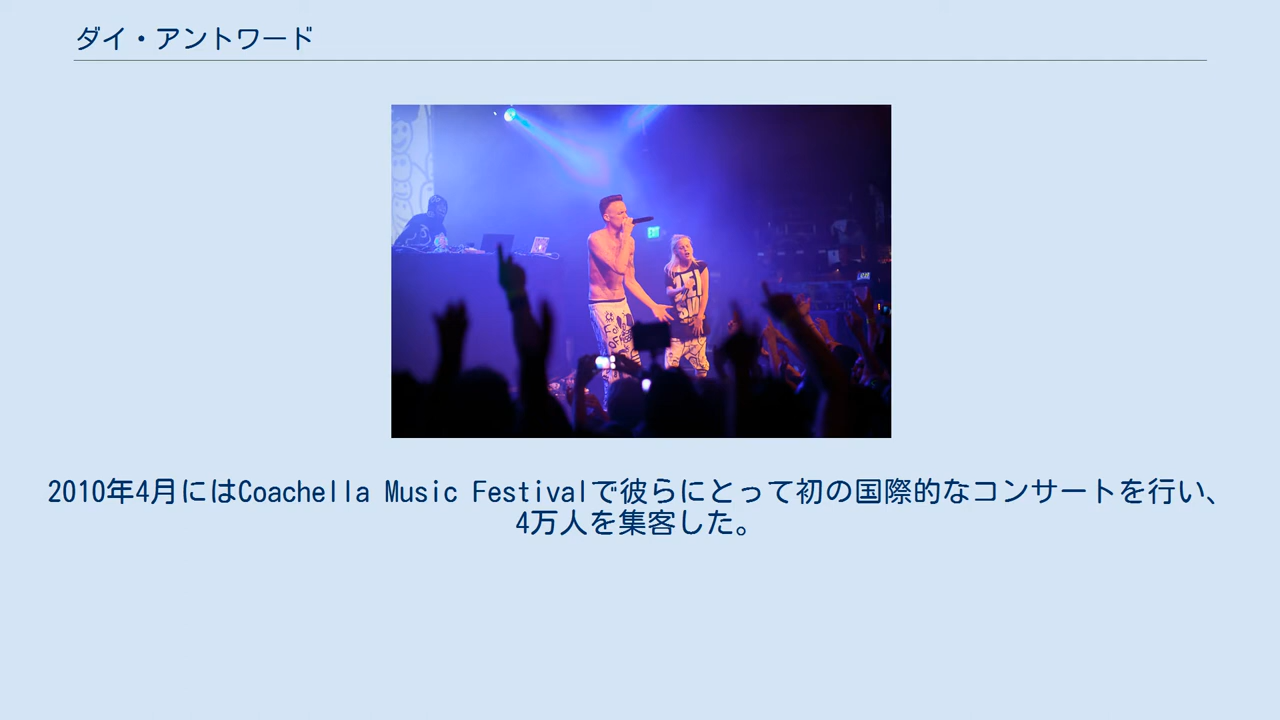 ダイ・アントワード
2010年4月にはCoachella Music Festivalで彼らにとって初の国際的なコンサートを行い、
4万人を集客した。